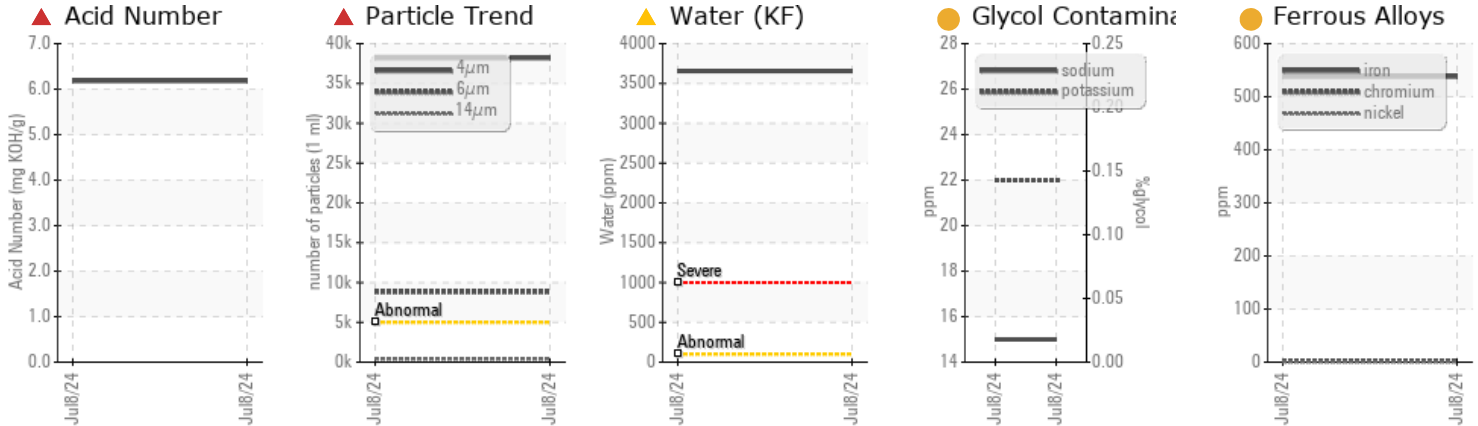 Acid Number
7.0
6.0
5.0
4.0
3.0
2.0
1.0
0.0
Acid Number (mg KOH/g)
Jul8/24
Jul8/24
Particle Trend
40k
35k
30k
25k
20k
15k
10k
5k
0k
number of particles (1 ml)
4µm
6µm
14µm
Abnormal
Jul8/24
Jul8/24
Water (KF)
4000
3500
3000
2500
2000
1500
1000
500
0
Water (ppm)
Severe
Abnormal
Jul8/24
Jul8/24
Glycol Contamina
28
26
24
22
20
18
16
14
ppm
sodium
potassium
0.25
0.20
0.15
0.10
0.05
0.00
%glycol
Jul8/24
Jul8/24
Ferrous Alloys
600
500
400
300
200
100
0
ppm
iron
chromium
nickel
Jul8/24
Jul8/24